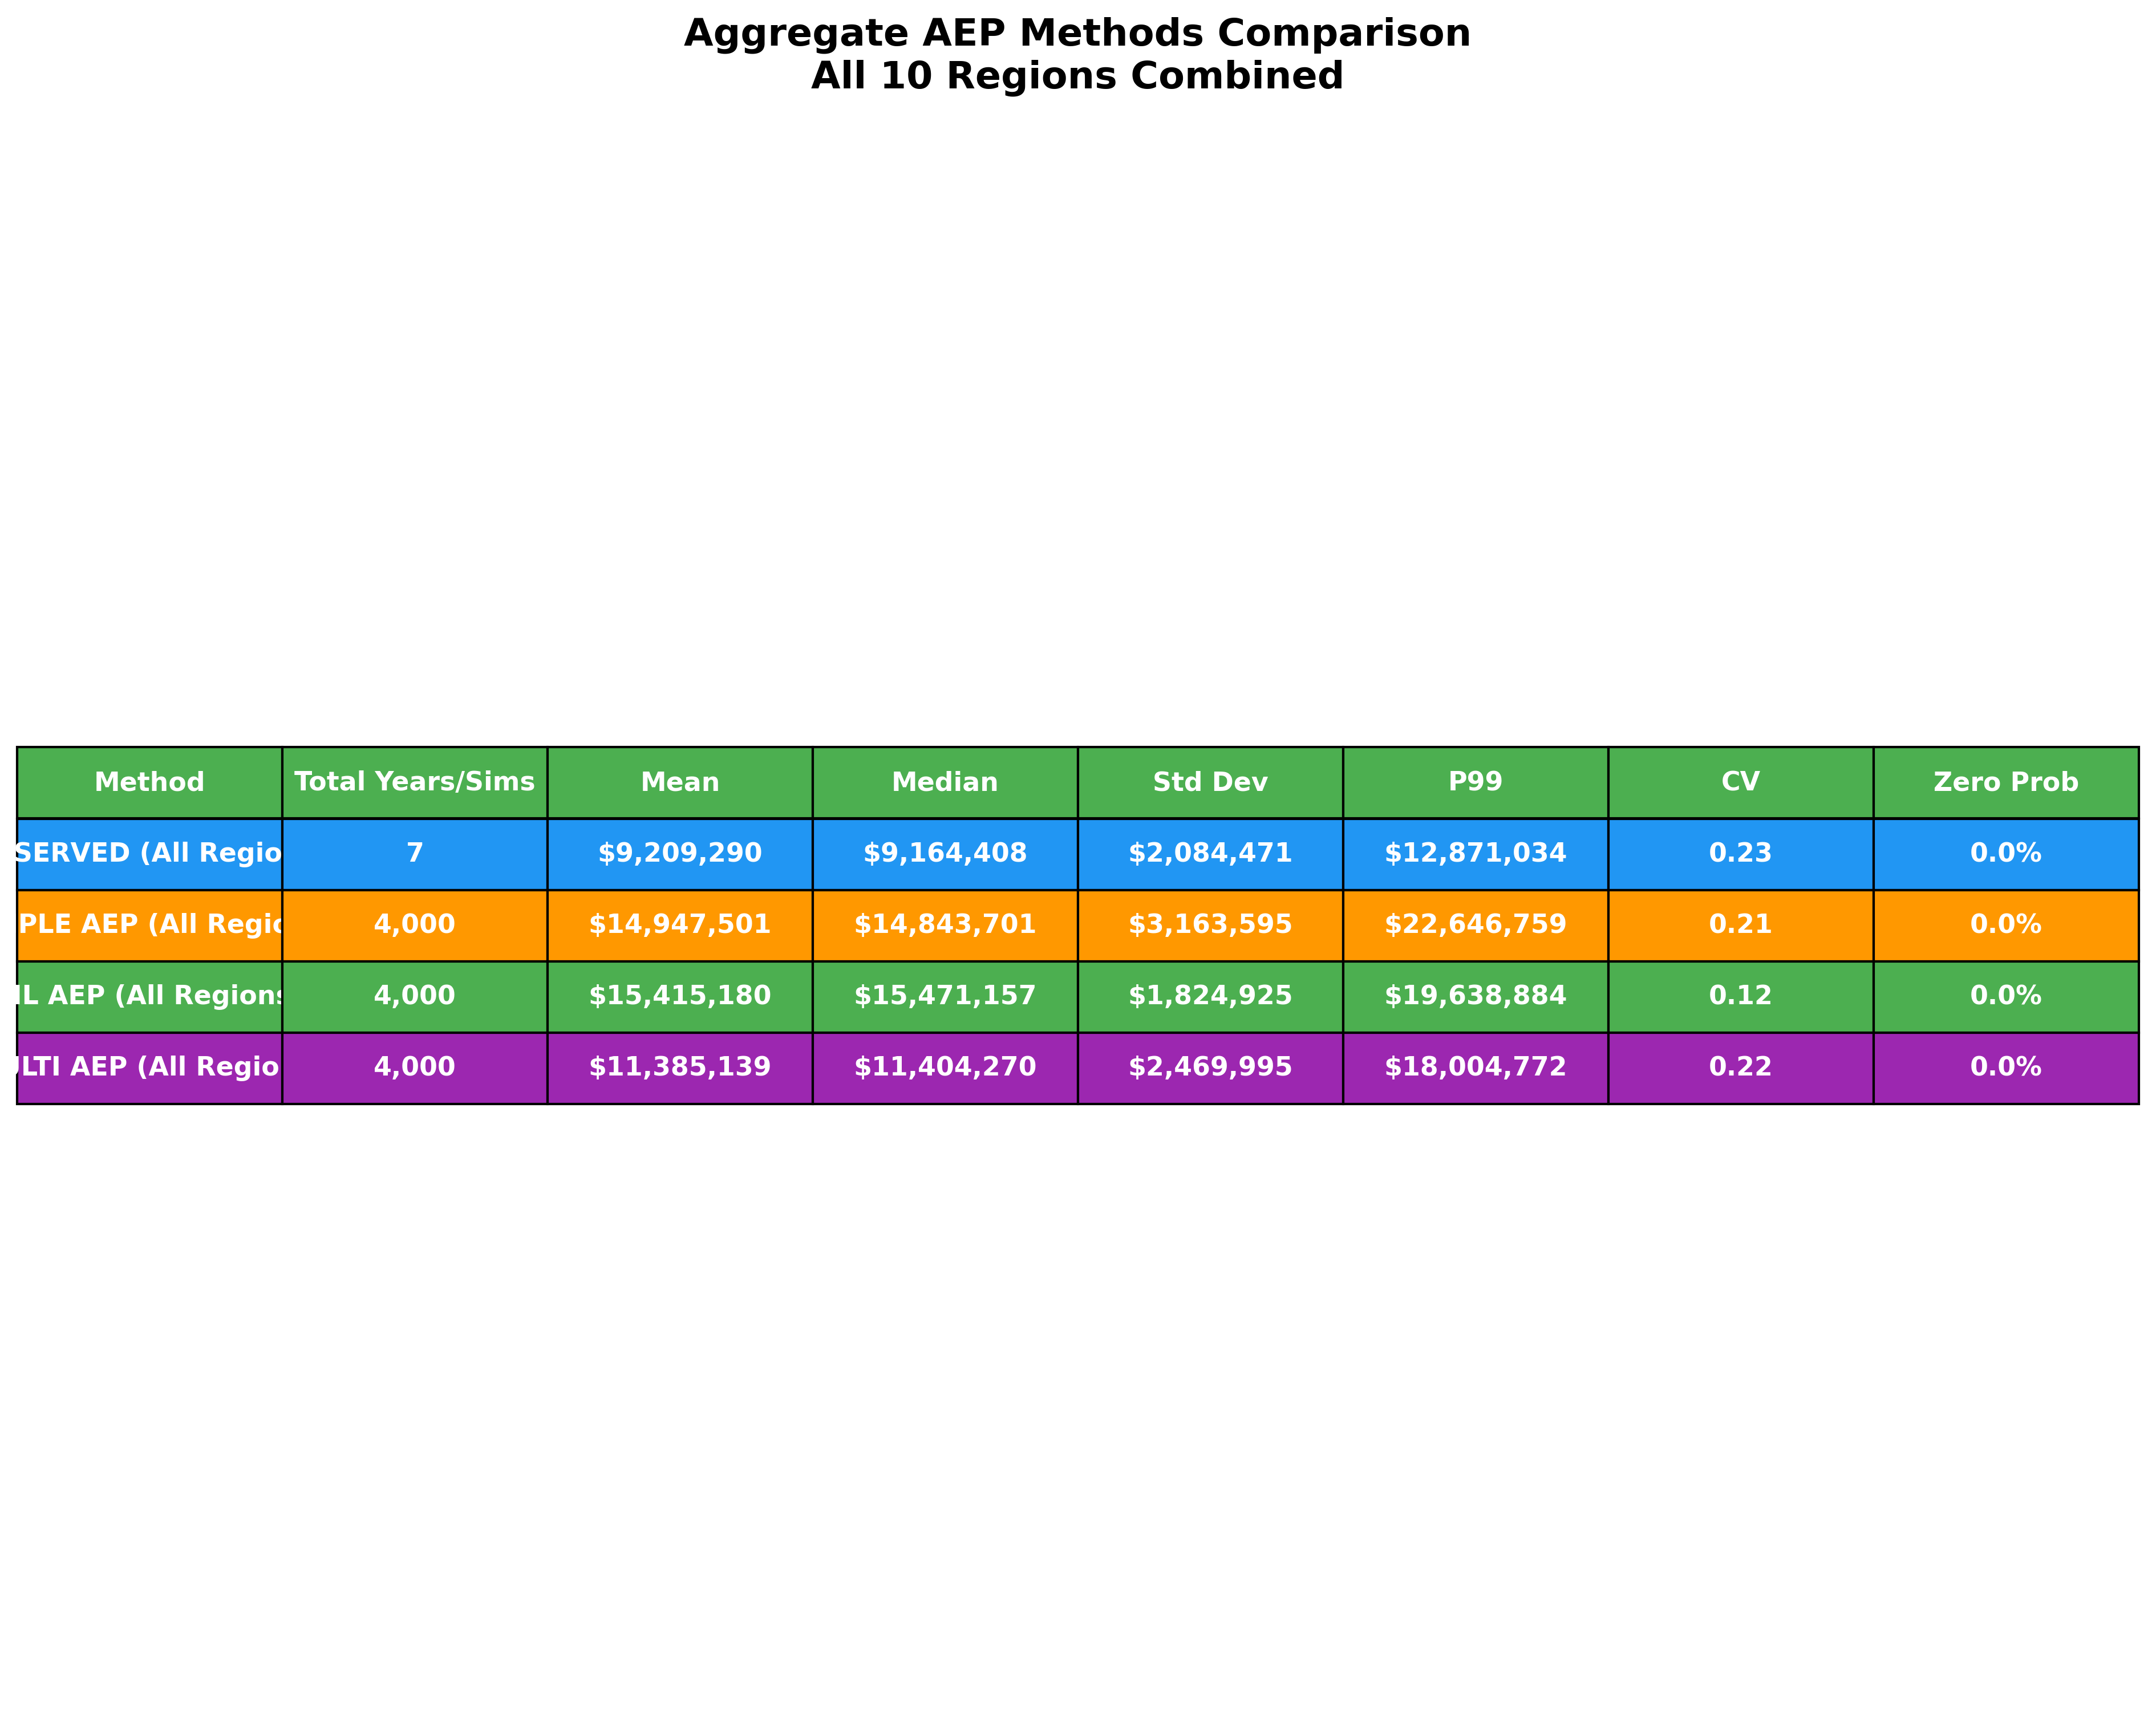 Aggregate AEP Methods Comparison
All 10 Regions Combined
Method Total Years/Sims Mean Median Std Dev P99 CV Zero Prob
SERVED (All Regio 7 $9,209,290 $9,164,408 $2,084,471 $12,871,034 0.23 0.0%
PLE AEP (All Regio 4,000 $14,947,501 $14,843,701 $3,163,595 $22,646,759 0.21 0.0%
IL AEP (All Regions 4,000 $15,415,180 $15,471,157 $1,824,925 $19,638,884 0.12 0.0%
LTI AEP (All Regio 4,000 $11,385,139 $11,404,270 $2,469,995 $18,004,772 0.22 0.0%